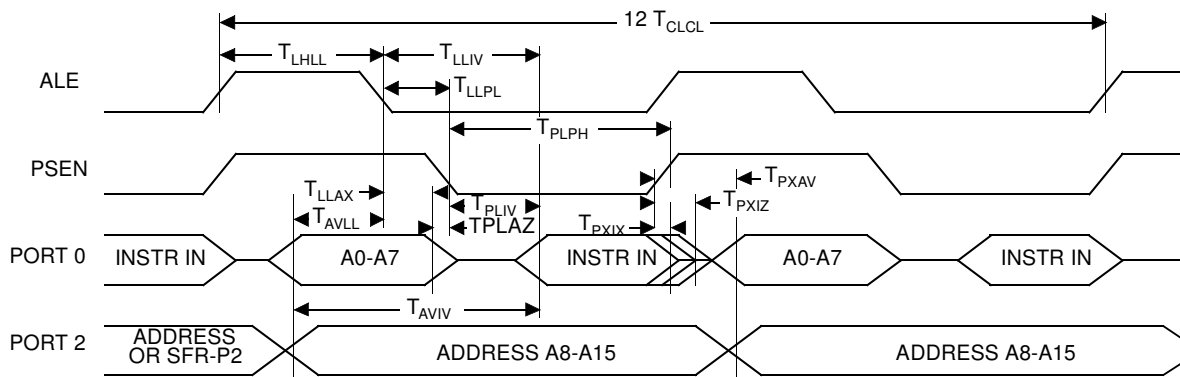 12 TCLCL
TLHLL
TLLIV
ALE
TLLPL
TPLPH
PSEN
TLLAX
TPXAV
TPLIV
TPXIZ
TAVLL
TPLAZ
TPXIX
PORT 0
INSTR IN
A0-A7
INSTR IN
A0-A7
INSTR IN
TAVIV
PORT 2
ADDRESS
OR SFR-P2
ADDRESS A8-A15
ADDRESS A8-A15